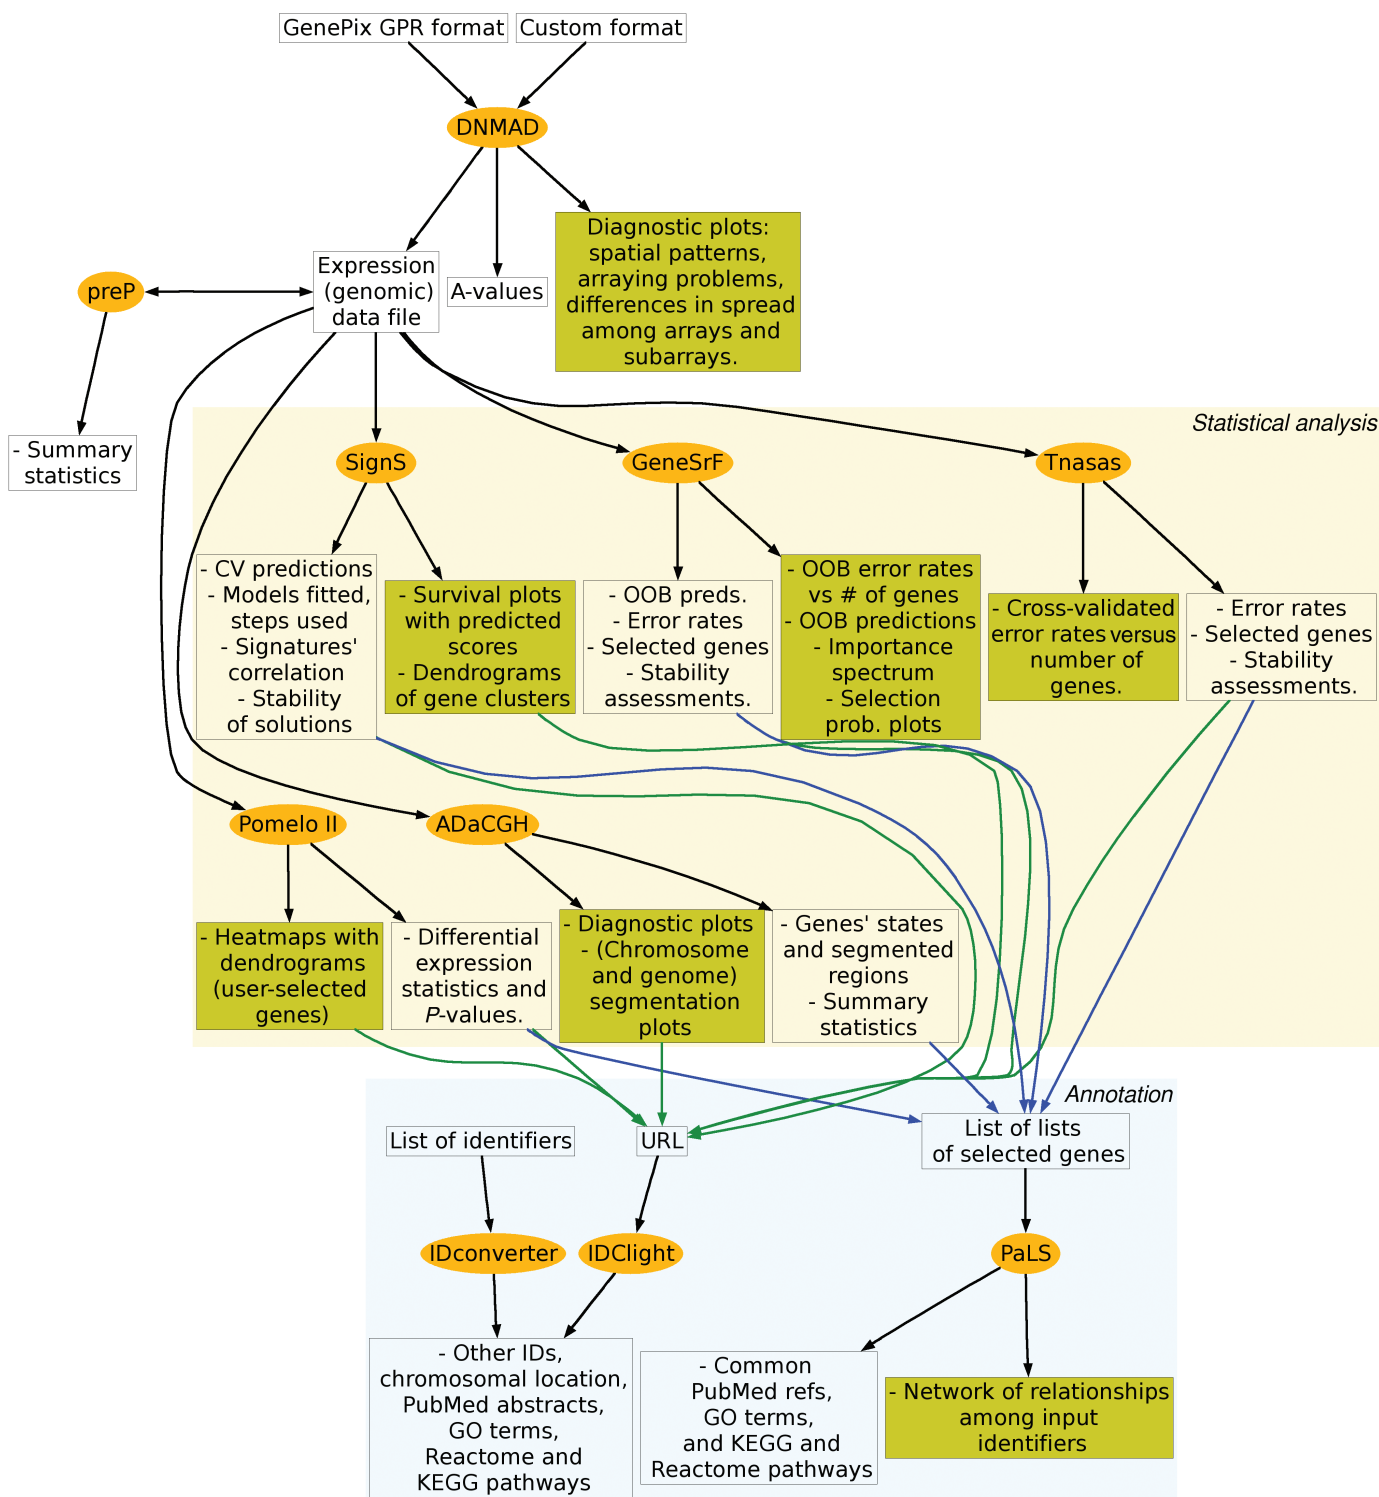 GenePix GPR format
Custom format
DNMAD
Diagnostic plots:
spatial patterns,
arraying problems,
differences in spread
among arrays and
subarrays.
Expression
(genomic)
data file
A-values
preP
- Summary
statistics
Statistical analysis
SignS
GeneSrF
Tnasas
- CV predictions
- Models fitted,
steps used
- Signatures'
correlation
- Stability
of solutions
- Survival plots
with predicted
scores
- Dendrograms
of gene clusters
- OOB preds.
- Error rates
- Selected genes
- Stability
assessments.
- OOB error rates
vs # of genes
- OOB predictions
- Importance
spectrum
- Selection
prob. plots
- Cross-validated
error rates versus
number of
genes.
- Error rates
- Selected genes
- Stability
assessments.
Pomelo II
ADaCGH
- Heatmaps with
dendrograms
(user-selected
genes)
- Differential
expression
statistics and
P-values.
- Diagnostic plots
- (Chromosome
and genome)
segmentation
plots
- Genes' states
and segmented
regions
- Summary
statistics
Annotation
List of identifiers
URL
List of lists
of selected genes
IDconverter
IDClight
PaLS
- Other IDs,
chromosomal location,
PubMed abstracts,
GO terms,
Reactome and
KEGG pathways
- Common
PubMed refs,
GO terms,
and KEGG and
Reactome pathways
- Network of relationships
among input
identifiers